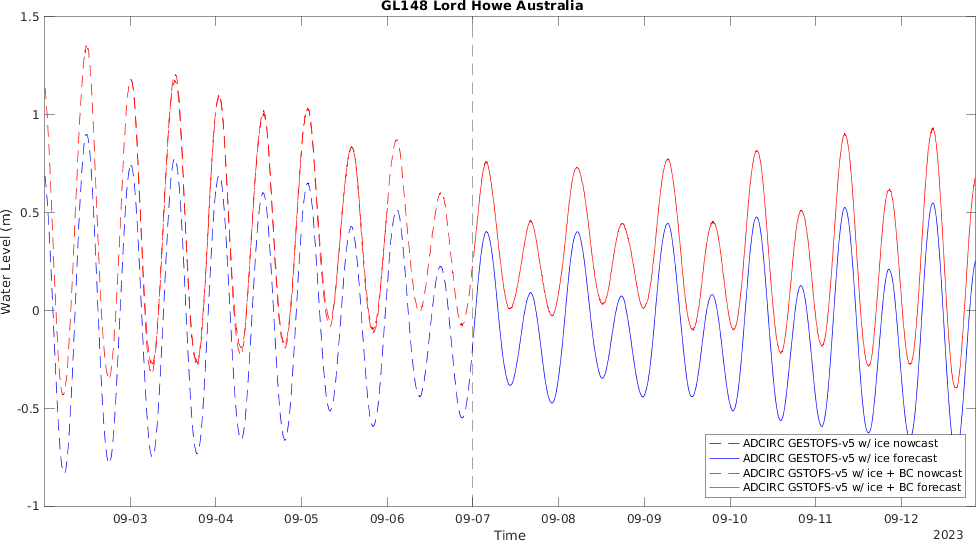 GL148 Lord Howe Australia
1.5
1
0.5
0
-0.5
-1
Water Level (m)
ADCIRC GESTOFS-v5 w/ ice nowcast
ADCIRC GESTOFS-v5 w/ ice forecast
ADCIRC GSTOFS-v5 w/ ice + BC nowcast
ADCIRC GSTOFS-v5 w/ ice + BC forecast
09-03 09-04 09-05 09-06 09-07 09-08 09-09 09-10 09-11 09-12
Time
2023